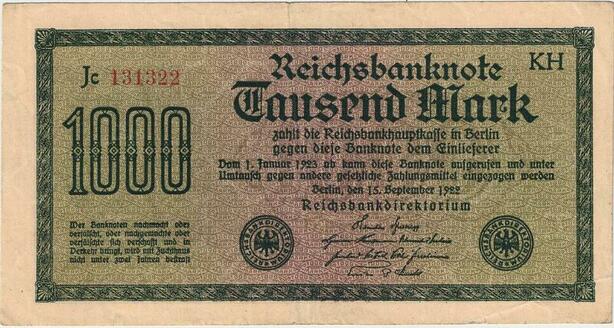 Jc 131322
Reichsbanknote
KH
Tausend Mark
1000
zahlt die Reichsbankhauptkasse in Berlin
gegen diese Banknote dem Einlieferer
Vom 1. Januar 1923 ab kann diese Banknote aufgerufen und unter
Umtausch gegen andere gesetzliche Zahlungsmittel eingezogen werden
Berlin, den 15. September 1922
Reichsbankdirektorium
Wer Banknoten nachmacht oder
verfälscht, oder nachgemachte oder
verfälschte sich verschafft und in
Verkehr bringt, wird mit Zuchthaus
nicht unter zwei Jahren bestraft